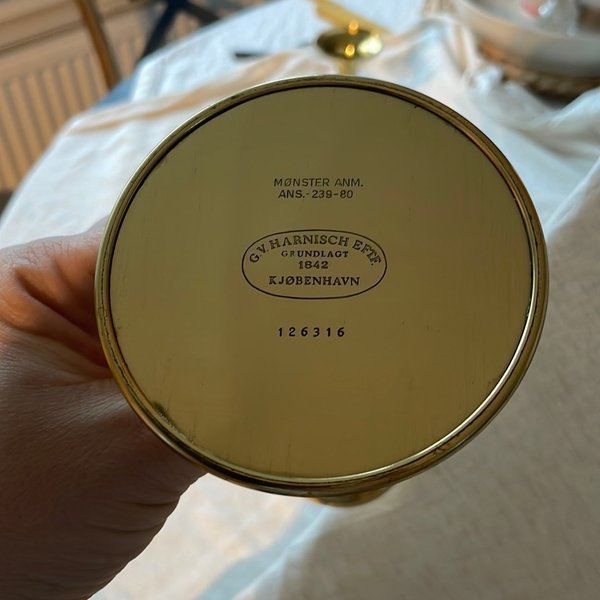 MØNSTER ANM.
ANS.-239-80
G.V. HARNISCH EFTF.
GRUNDLAGT
1842
KJØBENHAVN
126316